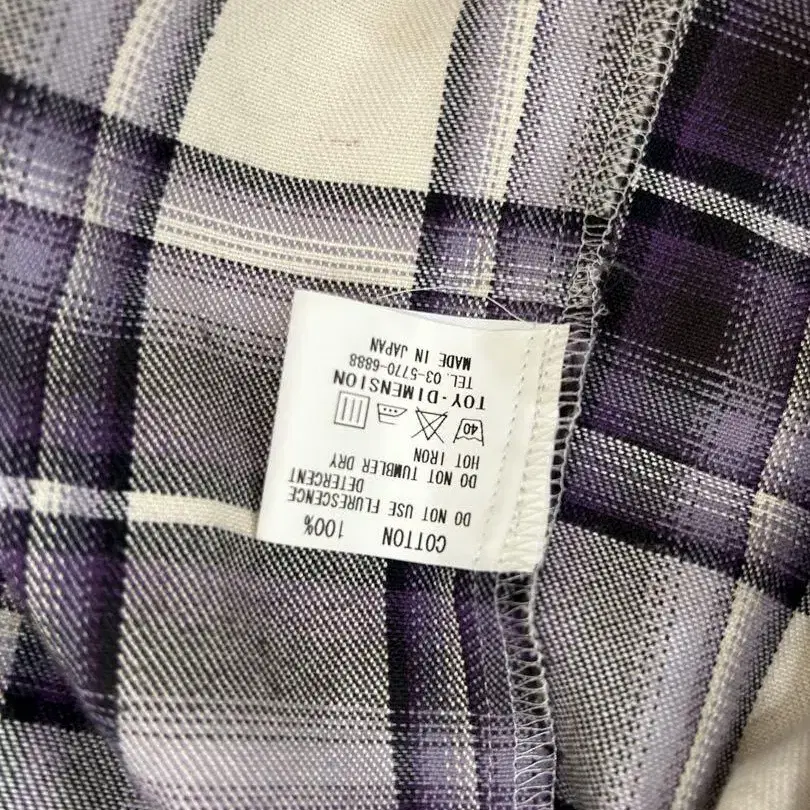 COTTON 100%
DO NOT USE FLURESCENCE
DETERCENT
DO NOT TUMBLER DRY
HOT IRON
40
TOY-DIMENSION
TEL.03-5770-6888
MADE IN JAPAN